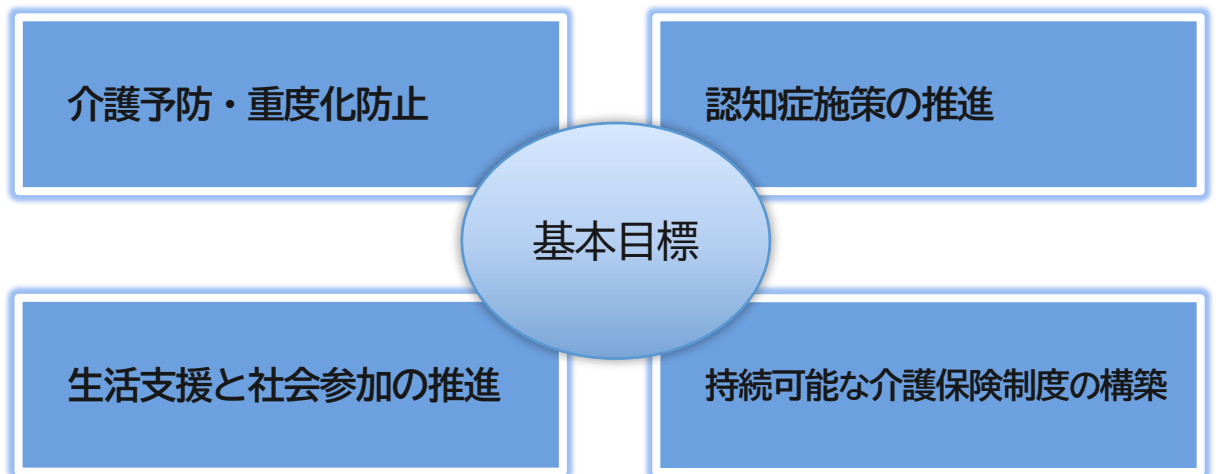 介護予防・重度化防止
認知症施策の推進
基本目標
生活支援と社会参加の推進
持続可能な介護保険制度の構築